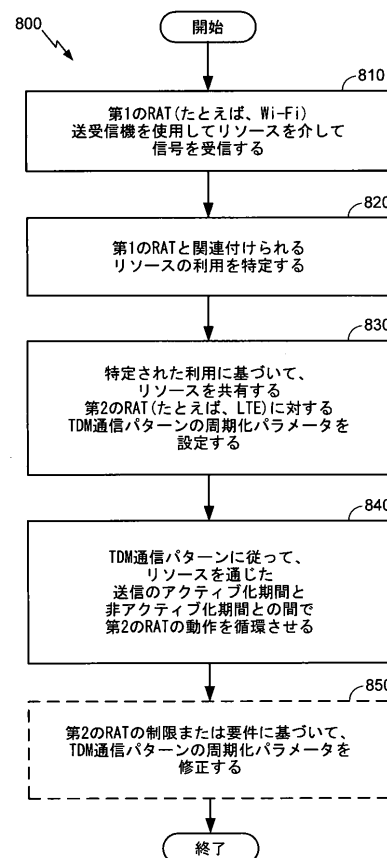 800
開始
810
第1のRAT(たとえば、Wi-Fi)
送受信機を使用してリソースを介して
信号を受信する
820
第1のRATと関連付けられる
リソースの利用を特定する
830
特定された利用に基づいて、
リソースを共有する
第2のRAT(たとえば、LTE)に対する
TDM通信パターンの周期化パラメータを
設定する
840
TDM通信パターンに従って、
リソースを通じた
送信のアクティブ化期間と
非アクティブ化期間との間で
第2のRATの動作を循環させる
850
第2のRATの制限または要件に基づいて、
TDM通信パターンの周期化パラメータを
修正する
終了